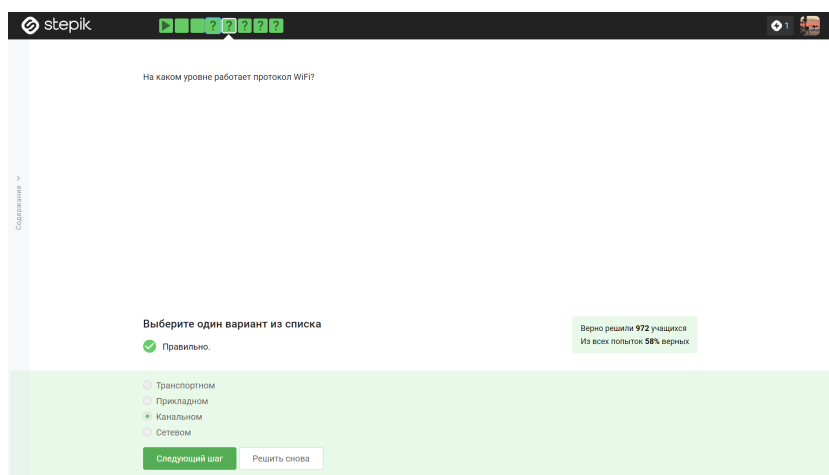 stepik
? ? ? ? ?
1
На каком уровне работает протокол WiFi?
Содержание
Выберите один вариант из списка
Правильно.
Верно решили 972 учащихся
Из всех попыток 58% верных
Транспортном
Прикладном
Канальном
Сетевом
Следующий шаг
Решить снова